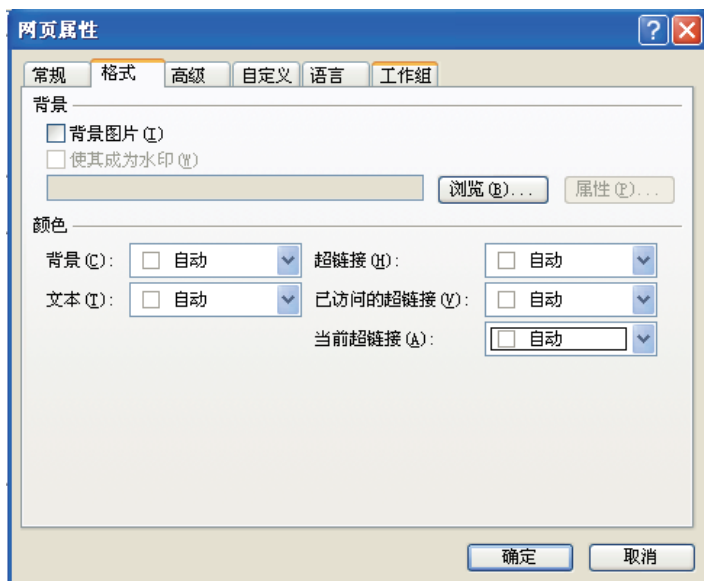 网页属性
常规 格式 高级 自定义 语言 工作组
背景
背景图片(I)
使其成为水印(W)
浏览(B)... 属性(P)...
颜色
背景(C): 自动 超链接(H): 自动
文本(T): 自动 已访问的超链接(V): 自动
当前超链接(A): 自动
确定 取消